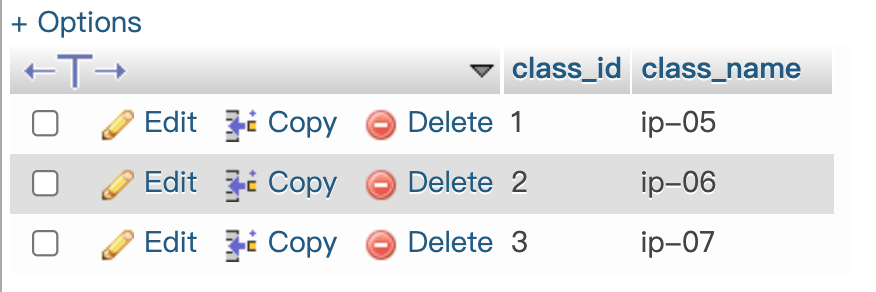 + Options
←T→ class_id class_name
Edit Copy Delete 1 ip-05
Edit Copy Delete 2 ip-06
Edit Copy Delete 3 ip-07